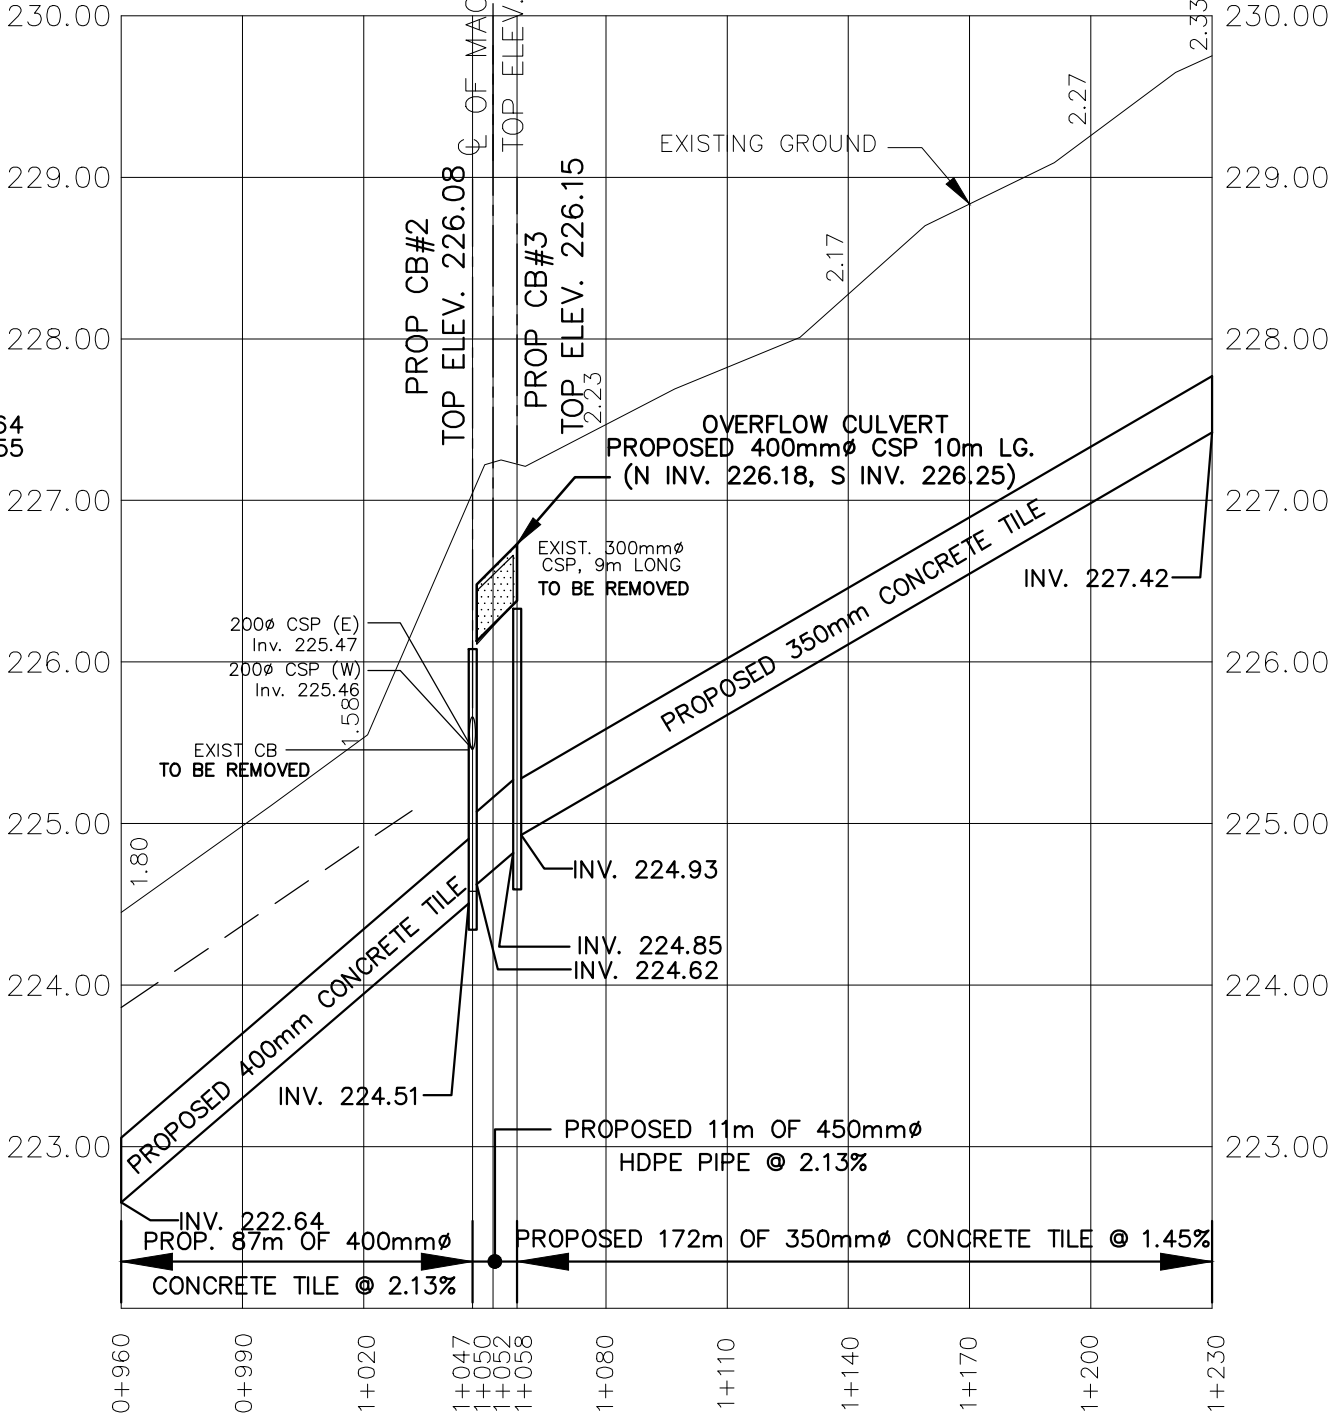 230.00
229.00
228.00
227.00
226.00
225.00
224.00
223.00
230.00
229.00
228.00
227.00
226.00
225.00
224.00
223.00
64
55
℄ OF MAC
TOP ELEV.
PROP CB#2
TOP ELEV. 226.08
PROP CB#3
TOP ELEV. 226.15
EXISTING GROUND
1.80
1.58
2.23
2.17
2.27
2.33
OVERFLOW CULVERT
PROPOSED 400mmø CSP 10m LG.
(N INV. 226.18, S INV. 226.25)
EXIST. 300mmø
CSP, 9m LONG
TO BE REMOVED
200ø CSP (E)
Inv. 225.47
200ø CSP (W)
Inv. 225.46
EXIST CB
TO BE REMOVED
PROPOSED 350mm CONCRETE TILE
INV. 227.42
PROPOSED 400mm CONCRETE TILE
INV. 224.93
INV. 224.85
INV. 224.62
INV. 224.51
INV. 222.64
PROPOSED 11m OF 450mmø
HDPE PIPE @ 2.13%
PROP. 87m OF 400mmø
CONCRETE TILE @ 2.13%
PROPOSED 172m OF 350mmø CONCRETE TILE @ 1.45%
0+960
0+990
1+020
1+047
1+050
1+052
1+058
1+080
1+110
1+140
1+170
1+200
1+230